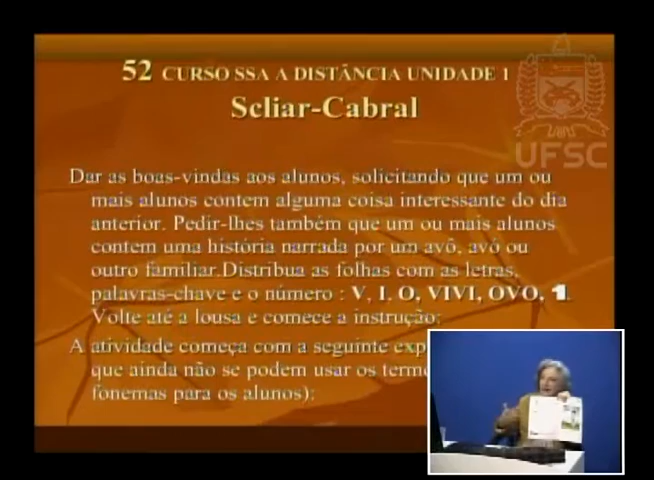 52 CURSO SSA A DISTÂNCIA UNIDADE 1
Scliar-Cabral
UFSC
Dar as boas-vindas aos alunos, solicitando que um ou
mais alunos contem alguma coisa interessante do dia
anterior. Pedir-lhes também que um ou mais alunos
contem uma história narrada por um avô, avó ou
outro familiar.Distribua as folhas com as letras,
palavras-chave e o número : V, I, O, VIVI, OVO, 1.
Volte até a lousa e comece a instrução:
A atividade começa com a seguinte
que ainda não se podem usar os
fonemas para os alunos):